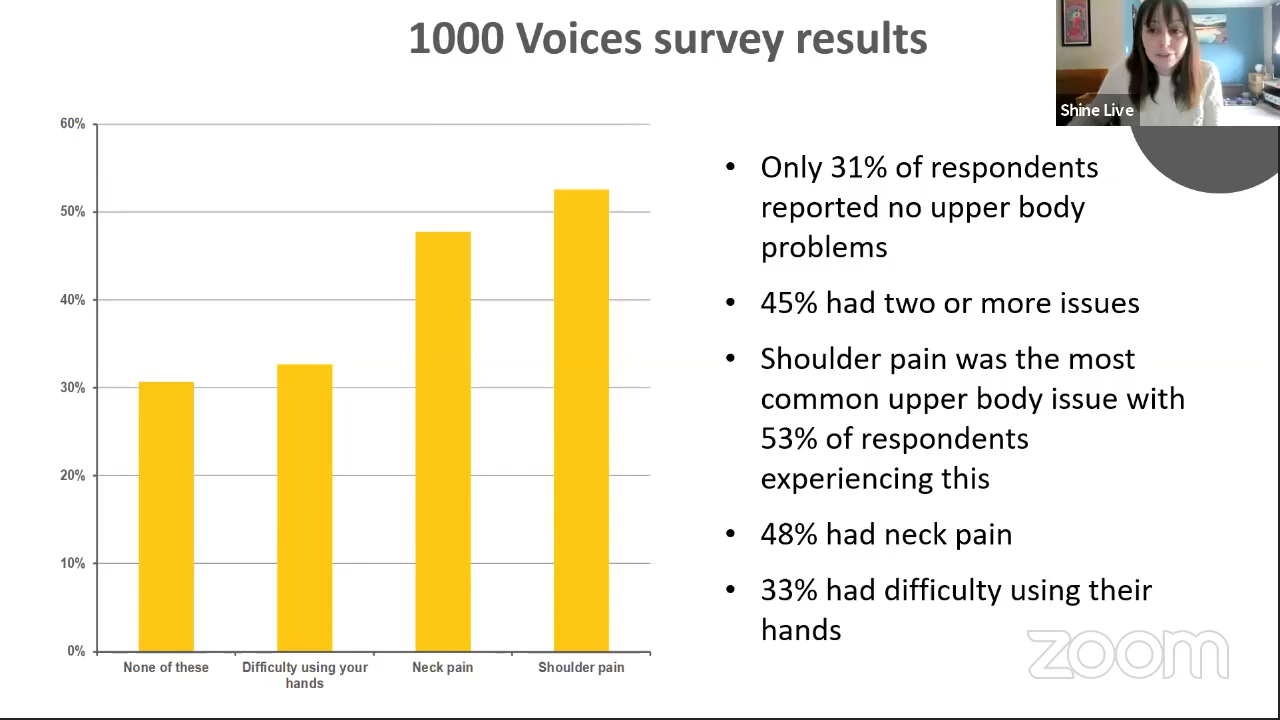 1000 Voices survey results
Shine Live
60%
50%
40%
30%
20%
10%
0%
None of these
Difficulty using your
hands
Neck pain
Shoulder pain
• Only 31% of respondents
reported no upper body
problems
• 45% had two or more issues
• Shoulder pain was the most
common upper body issue with
53% of respondents
experiencing this
• 48% had neck pain
• 33% had difficulty using their
hands
zoom